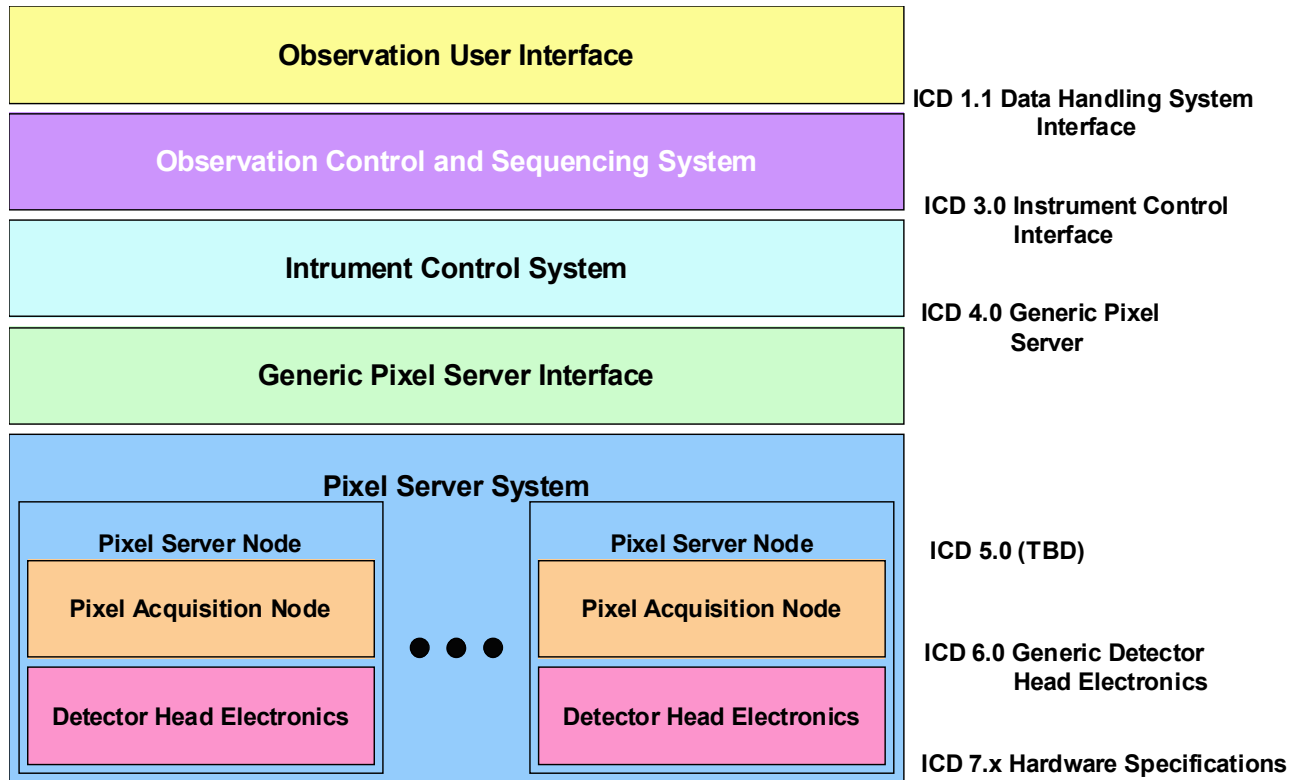 Observation User Interface
ICD 1.1 Data Handling System
Interface
Observation Control and Sequencing System
ICD 3.0 Instrument Control
Interface
Intrument Control System
ICD 4.0 Generic Pixel
Server
Generic Pixel Server Interface
Pixel Server System
Pixel Server Node
Pixel Server Node
ICD 5.0 (TBD)
Pixel Acquisition Node
Pixel Acquisition Node
ICD 6.0 Generic Detector
Head Electronics
Detector Head Electronics
Detector Head Electronics
ICD 7.x Hardware Specifications